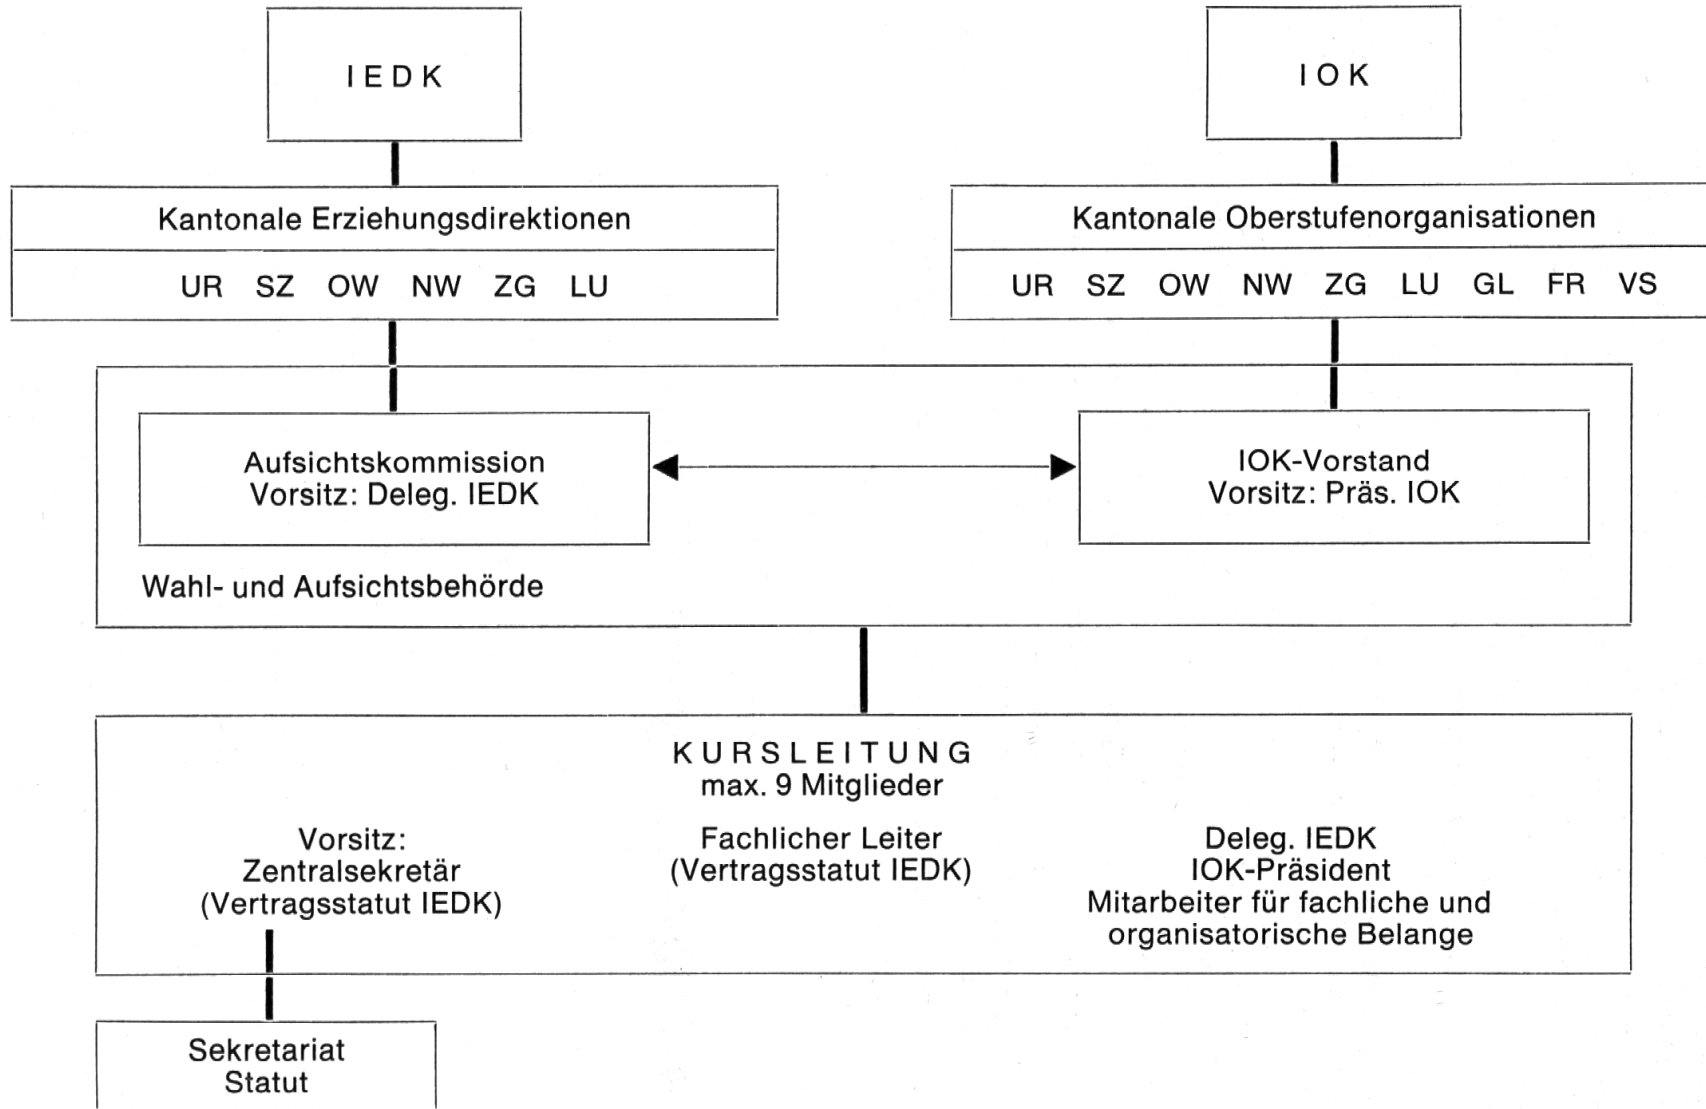 IEDK
IOK
Kantonale Erziehungsdirektionen
UR SZ OW NW ZG LU
Kantonale Oberstufenorganisationen
UR SZ OW NW ZG LU GL FR VS
Aufsichtskommission
Vorsitz: Deleg. IEDK
IOK-Vorstand
Vorsitz: Präs. IOK
Wahl- und Aufsichtsbehörde
KURSLEITUNG
max. 9 Mitglieder
Vorsitz:
Zentralsekretär
(Vertragsstatut IEDK)
Fachlicher Leiter
(Vertragsstatut IEDK)
Deleg. IEDK
IOK-Präsident
Mitarbeiter für fachliche und
organisatorische Belange
Sekretariat
Statut